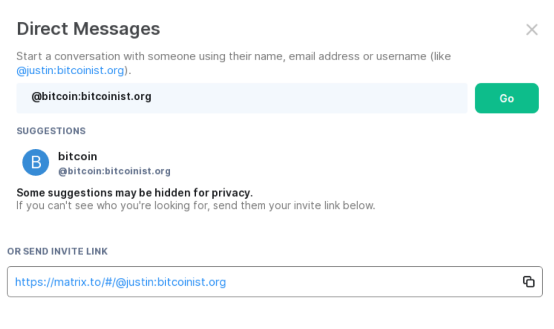 Direct Messages
Start a conversation with someone using their name, email address or username (like
@justin:bitcoinist.org).
@bitcoin:bitcoinist.org
Go
SUGGESTIONS
B
bitcoin
@bitcoin:bitcoinist.org
Some suggestions may be hidden for privacy.
If you can't see who you're looking for, send them your invite link below.
OR SEND INVITE LINK
https://matrix.to/#/@justin:bitcoinist.org